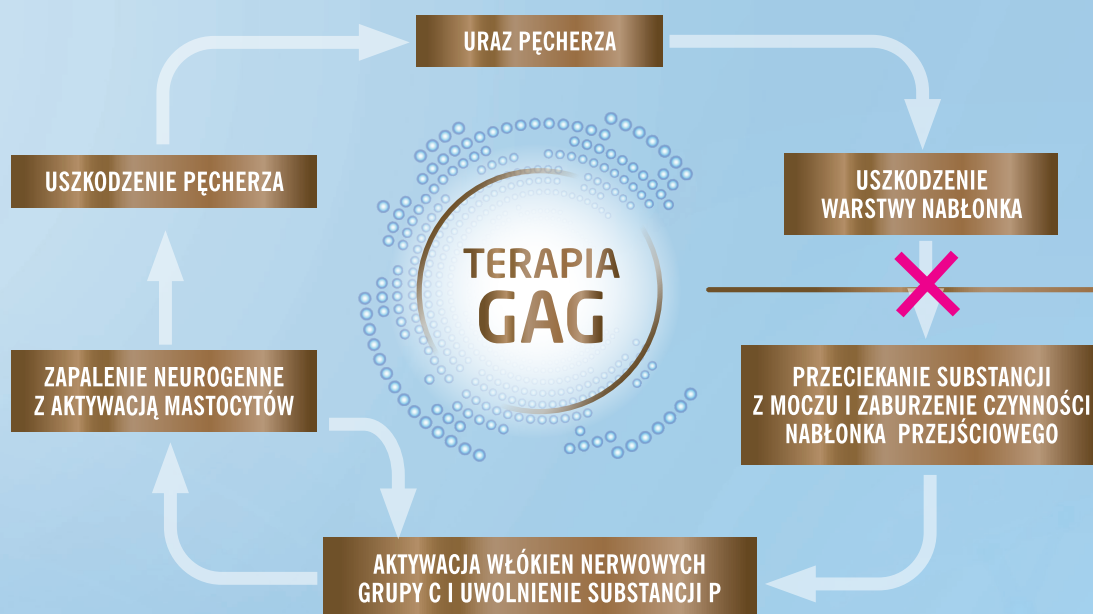 URAZ PĘCHERZA
USZKODZENIE PĘCHERZA
USZKODZENIE
WARSTWY NABŁONKA
TERAPIA
GAG
ZAPALENIE NEUROGENNE
Z AKTYWACJĄ MASTOCYTÓW
PRZECIEKANIE SUBSTANCJI
Z MOCZU I ZABURZENIE CZYNNOŚCI
NABŁONKA PRZEJŚCIOWEGO
AKTYWACJA WŁÓKIEN NERWOWYCH
GRUPY C I UWOLNIENIE SUBSTANCJI P